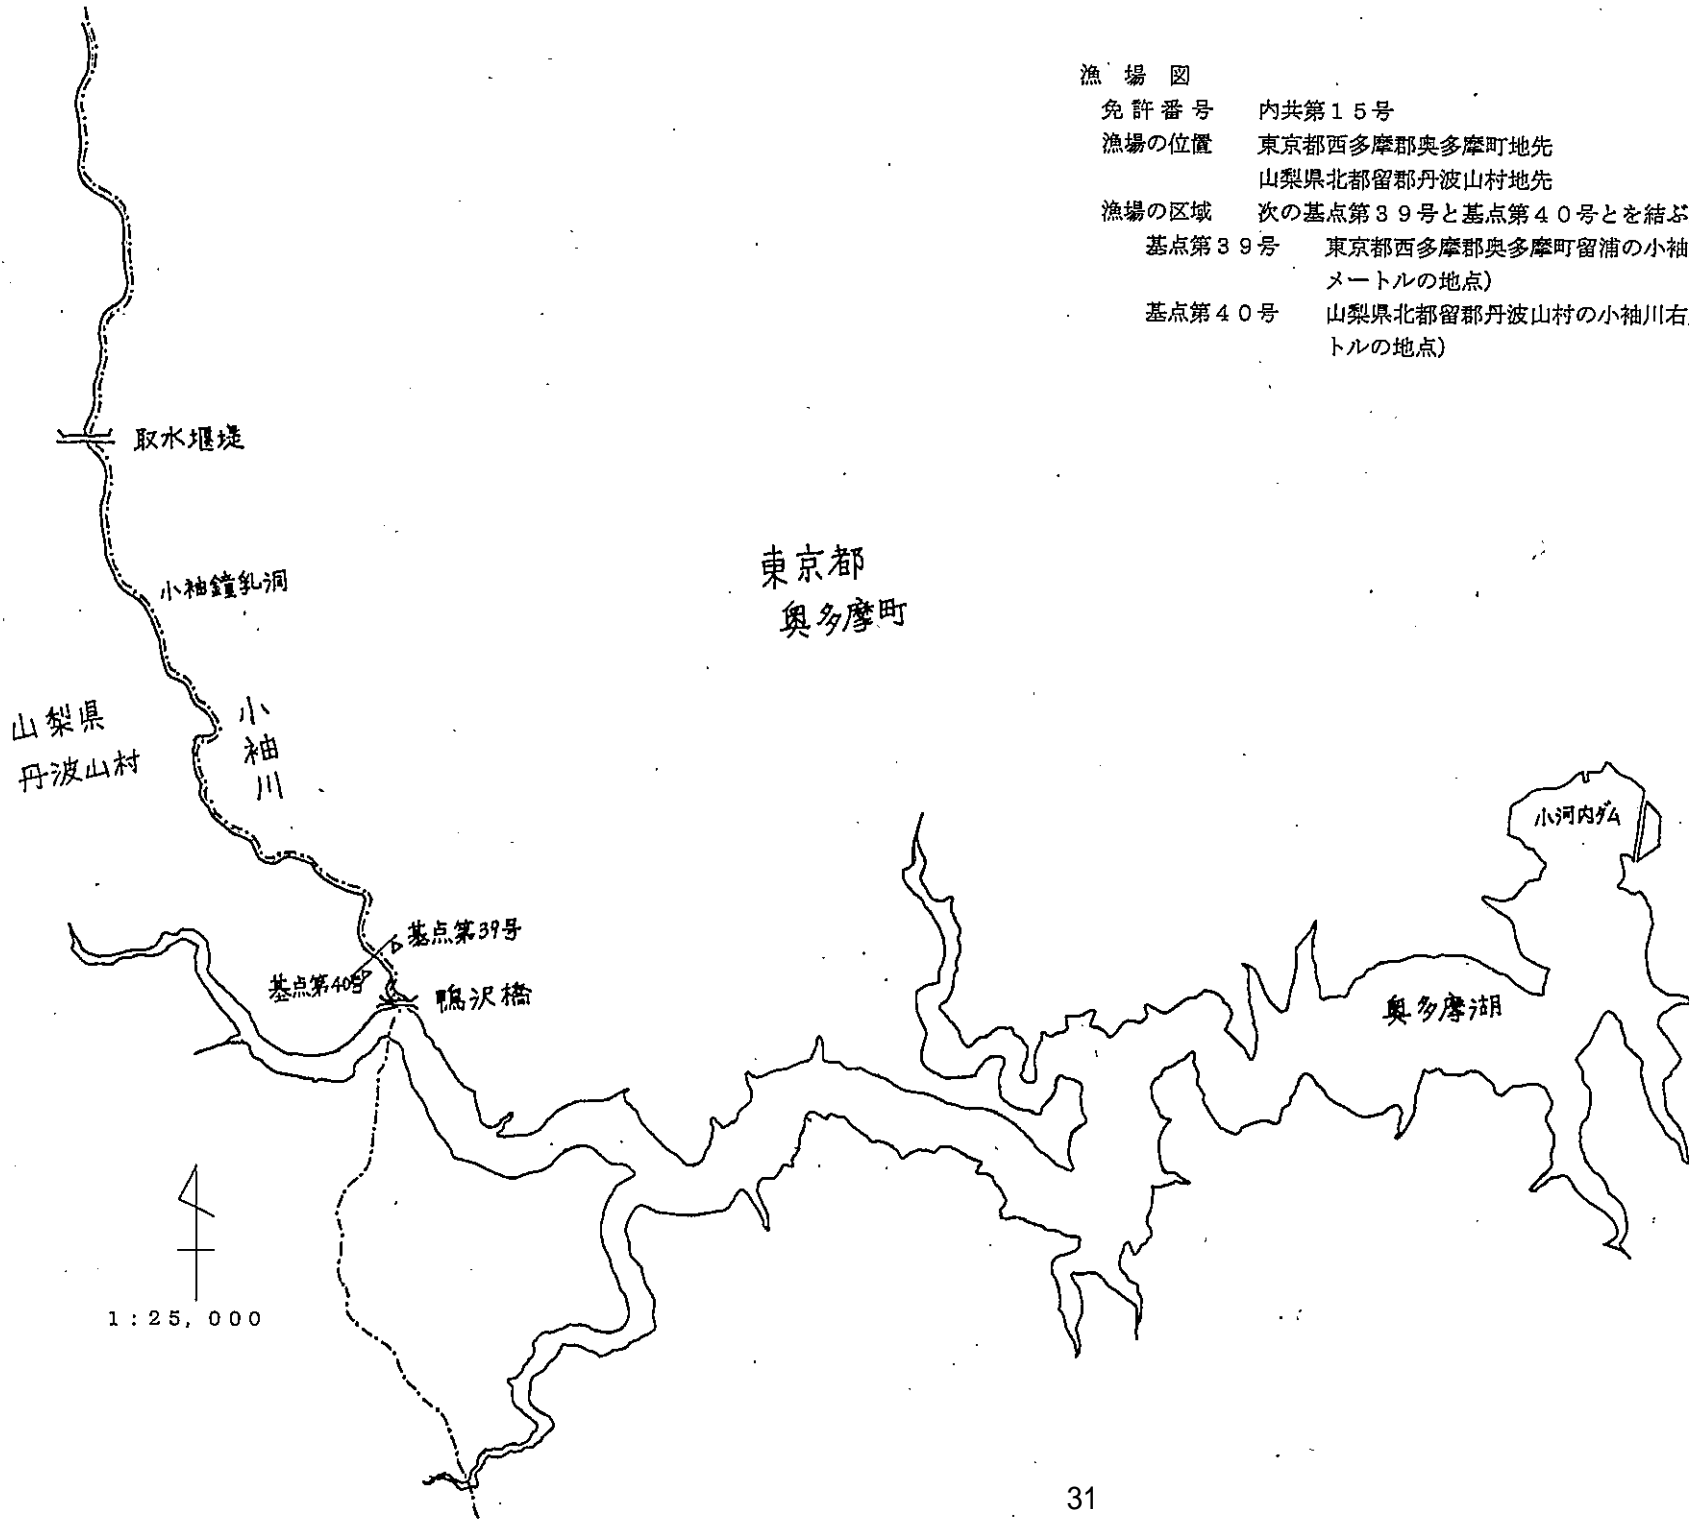 漁場図
免許番号 内共第15号
漁場の位置 東京都西多摩郡奥多摩町地先
山梨県北都留郡丹波山村地先
漁場の区域 次の基点第39号と基点第40号とを結ぶ
基点第39号 東京都西多摩郡奥多摩町留浦の小袖
メートルの地点)
基点第40号 山梨県北都留郡丹波山村の小袖川右
トルの地点)
取水堰堤
小袖鐘乳洞
東京都
奥多摩町
山梨県
丹波山村
小袖川
小河内ダム
基点第39号
基点第40号
鴨沢橋
奥多摩湖
1:25,000
31